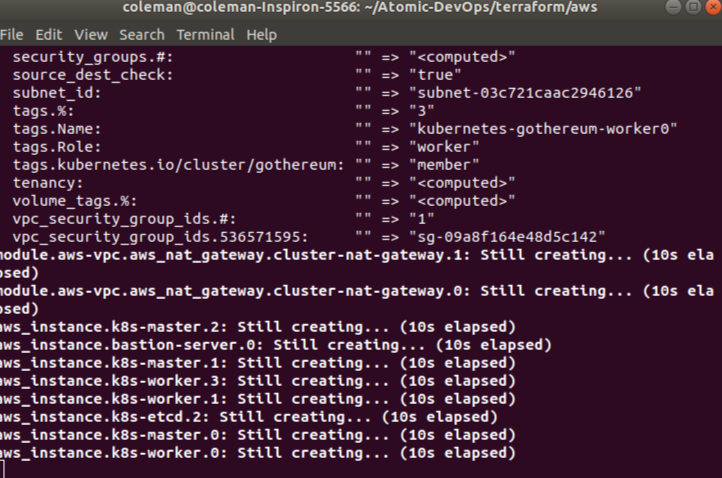 coleman@coleman-Inspiron-5566: ~/Atomic-DevOps/terraform/aws
File Edit View Search Terminal Help
security_groups.#: "" => "<computed>"
source_dest_check: "" => "true"
subnet_id: "" => "subnet-03c721caac2946126"
tags.%: "" => "3"
tags.Name: "" => "kubernetes-gothereum-worker0"
tags.Role: "" => "worker"
tags.kubernetes.io/cluster/gothereum: "" => "member"
tenancy: "" => "<computed>"
volume_tags.%: "" => "<computed>"
vpc_security_group_ids.#: "" => "1"
vpc_security_group_ids.536571595: "" => "sg-09a8f164e48d5c142"
module.aws-vpc.aws_nat_gateway.cluster-nat-gateway.1: Still creating... (10s ela
psed)
module.aws-vpc.aws_nat_gateway.cluster-nat-gateway.0: Still creating... (10s ela
psed)
aws_instance.k8s-master.2: Still creating... (10s elapsed)
aws_instance.bastion-server.0: Still creating... (10s elapsed)
aws_instance.k8s-master.1: Still creating... (10s elapsed)
aws_instance.k8s-worker.3: Still creating... (10s elapsed)
aws_instance.k8s-worker.1: Still creating... (10s elapsed)
aws_instance.k8s-etcd.2: Still creating... (10s elapsed)
aws_instance.k8s-master.0: Still creating... (10s elapsed)
aws_instance.k8s-worker.0: Still creating... (10s elapsed)